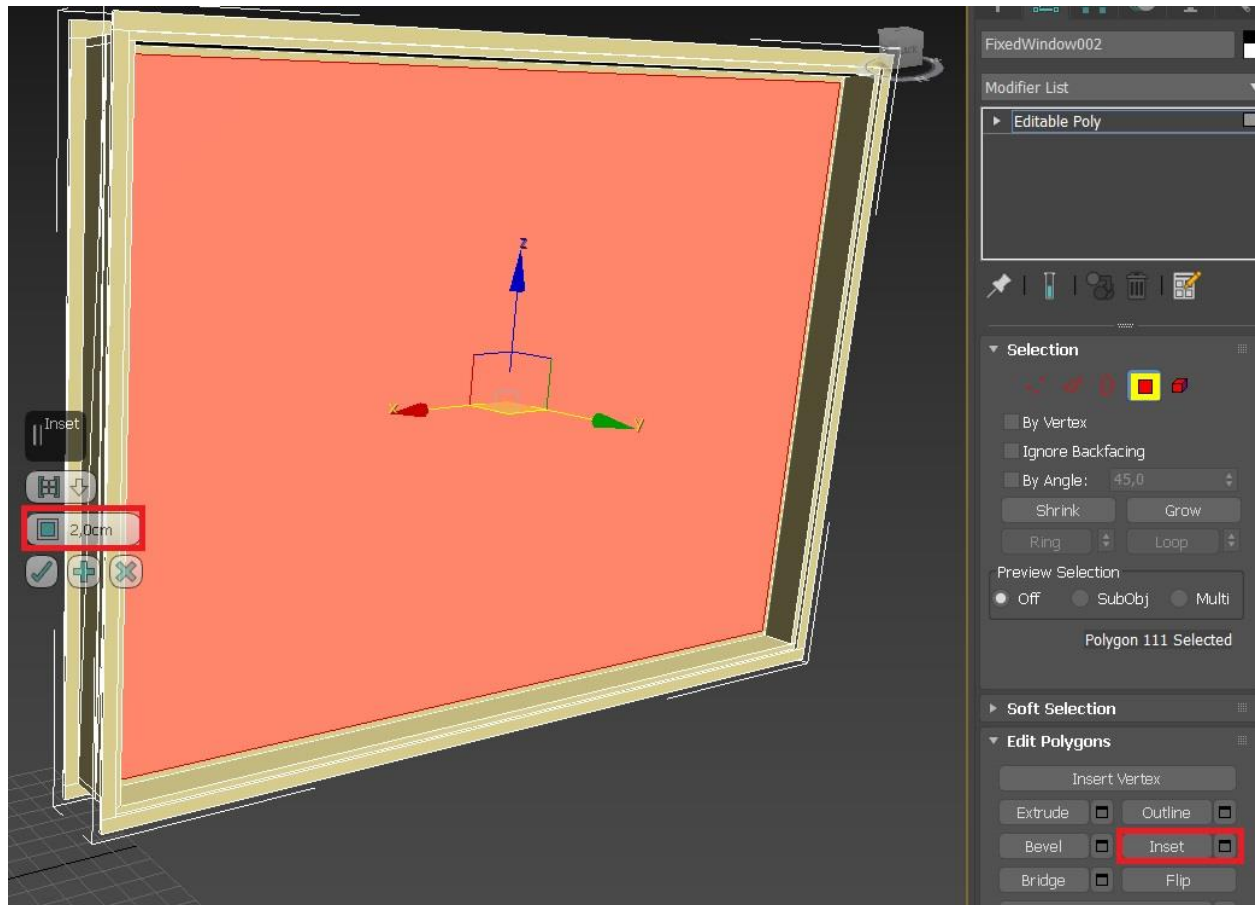 FixedWindow002
Modifier List
Editable Poly
Selection
By Vertex
Ignore Backfacing
By Angle: 45,0
Shrink Grow
Ring Loop
Preview Selection
Off SubObj Multi
Polygon 111 Selected
Soft Selection
Edit Polygons
Insert Vertex
Extrude Outline
Bevel Inset
Bridge Flip
Inset
2,0cm
z
x
y